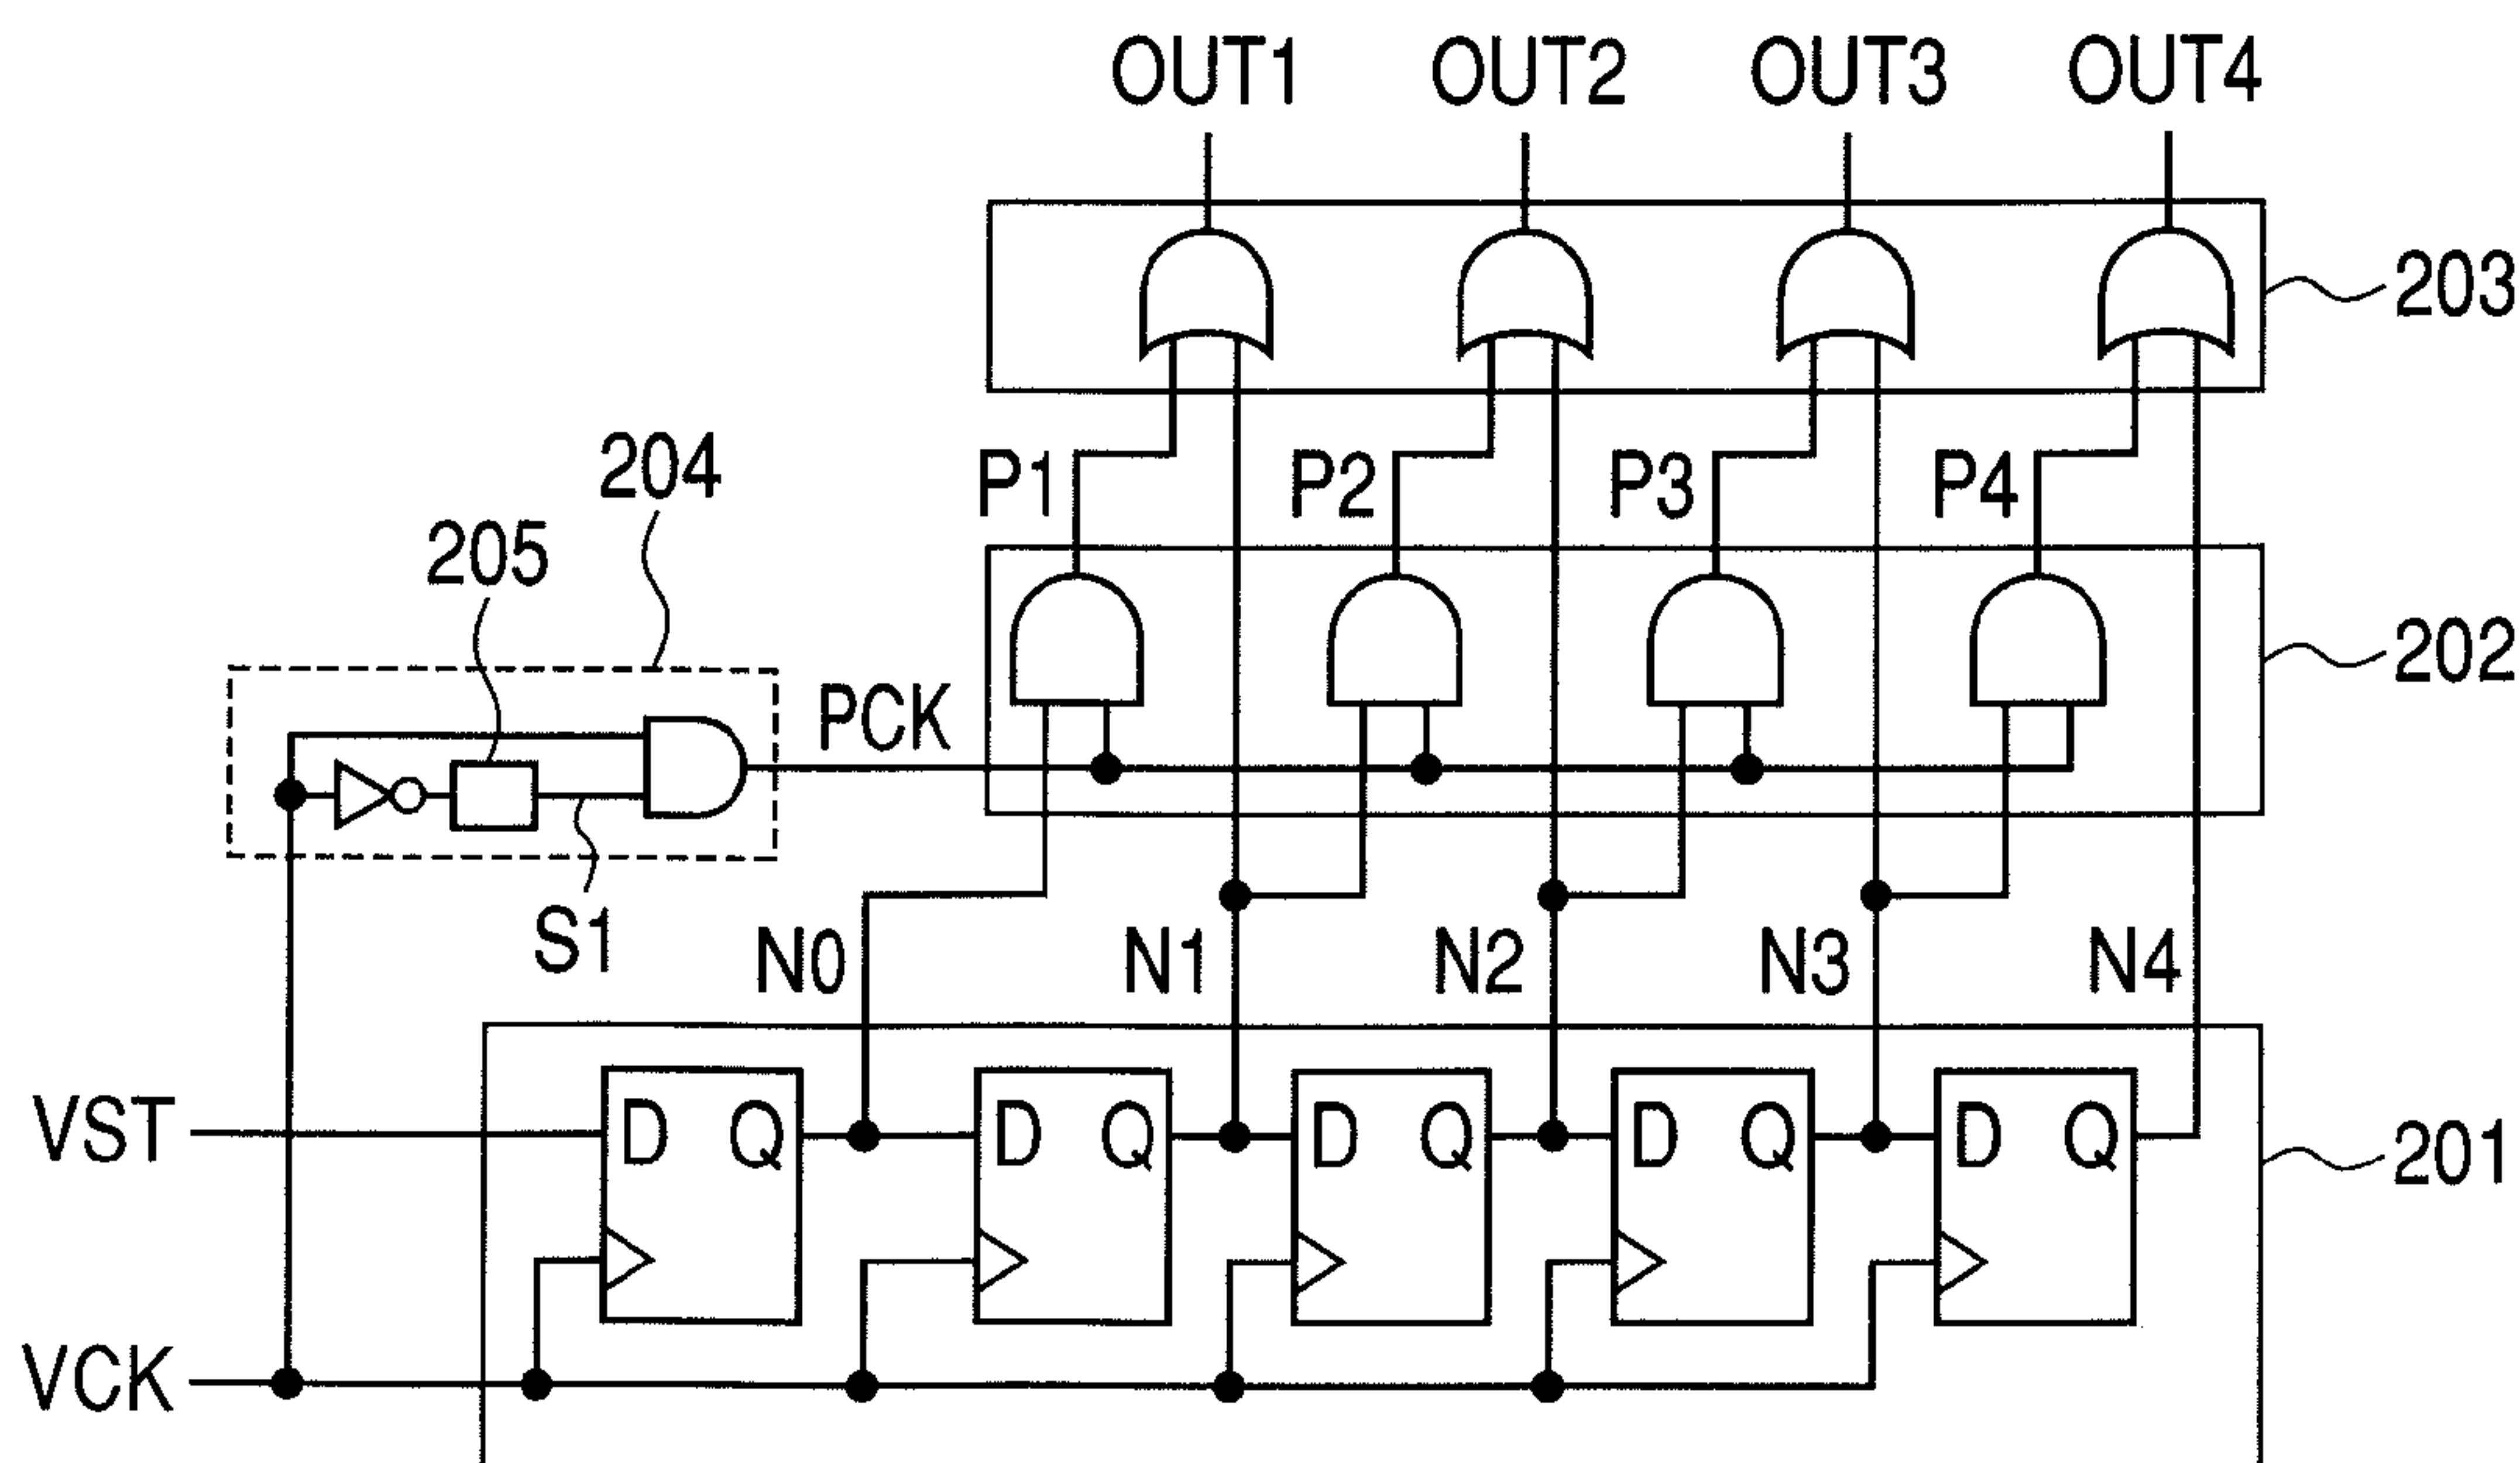 OUT1 OUT2 OUT3 OUT4
203
204
P1 P2 P3 P4
205
202
PCK
S1
N0 N1 N2 N3 N4
VST D Q D Q D Q D Q D Q
201
VCK